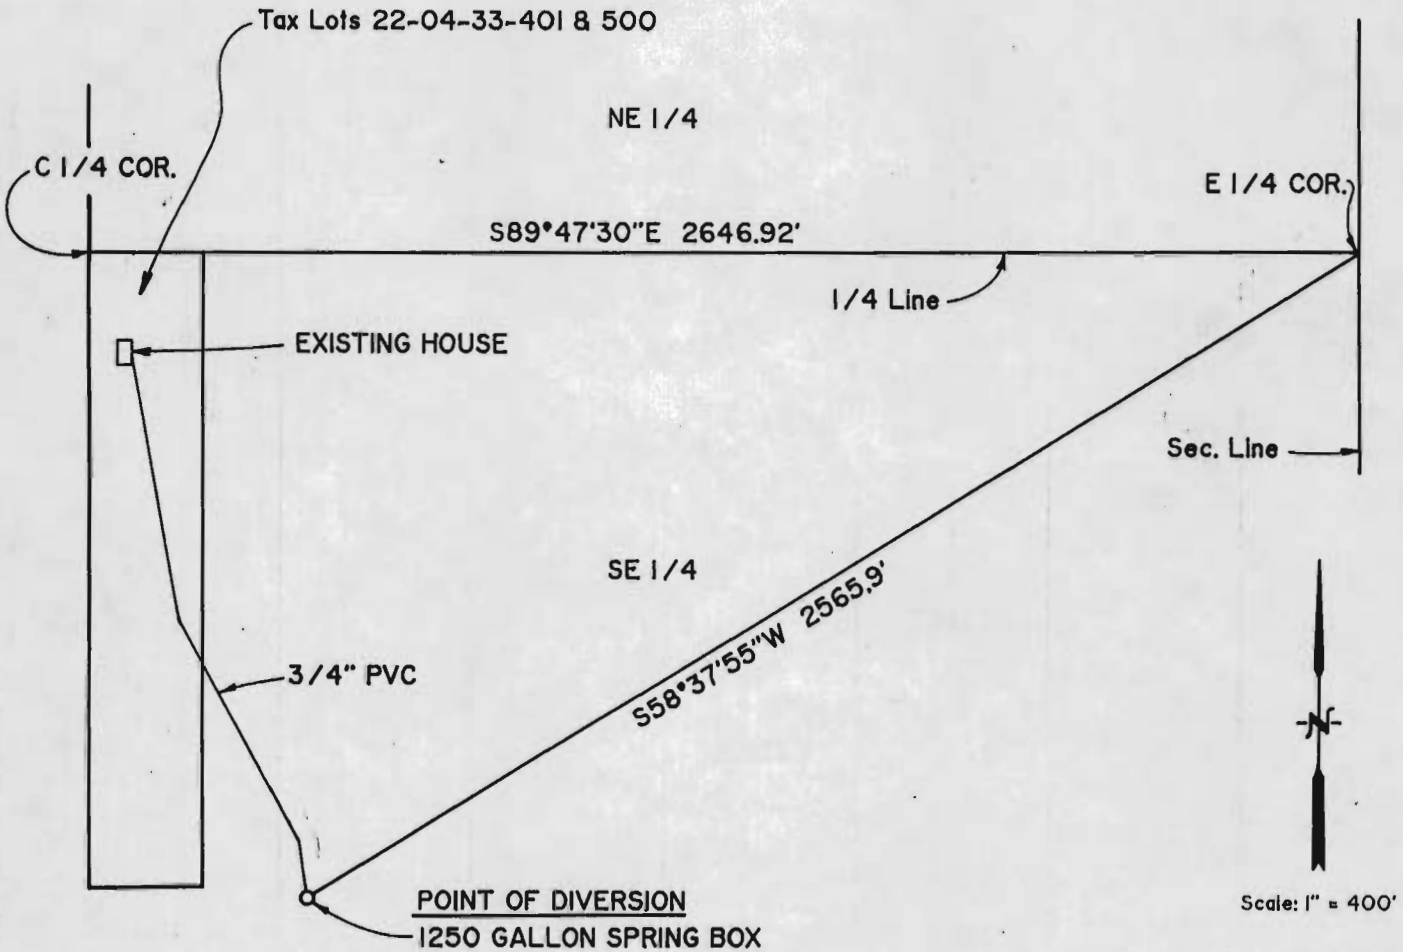 Tax Lots 22-04-33-401 & 500
NE 1/4
C 1/4 COR.
E 1/4 COR.
S89°47'30"E 2646.92'
1/4 Line
EXISTING HOUSE
Sec. Line
SE 1/4
S58°37'55"W 2565.9'
3/4" PVC
N
POINT OF DIVERSION
1250 GALLON SPRING BOX
Scale: 1" = 400'